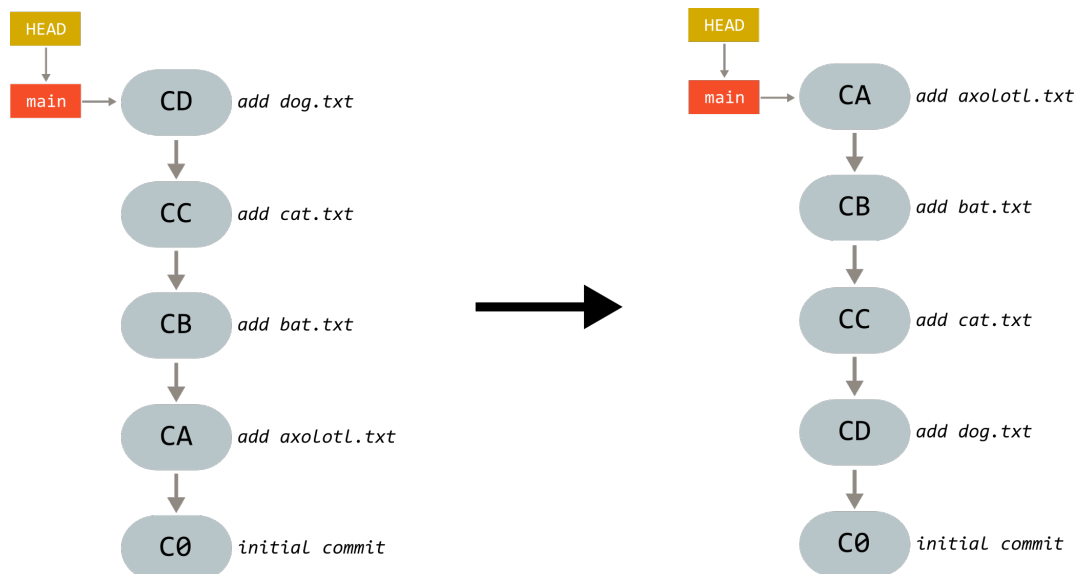 HEAD
main
CD add dog.txt
CC add cat.txt
CB add bat.txt
CA add axolotl.txt
C0 initial commit
HEAD
main
CA add axolotl.txt
CB add bat.txt
CC add cat.txt
CD add dog.txt
C0 initial commit